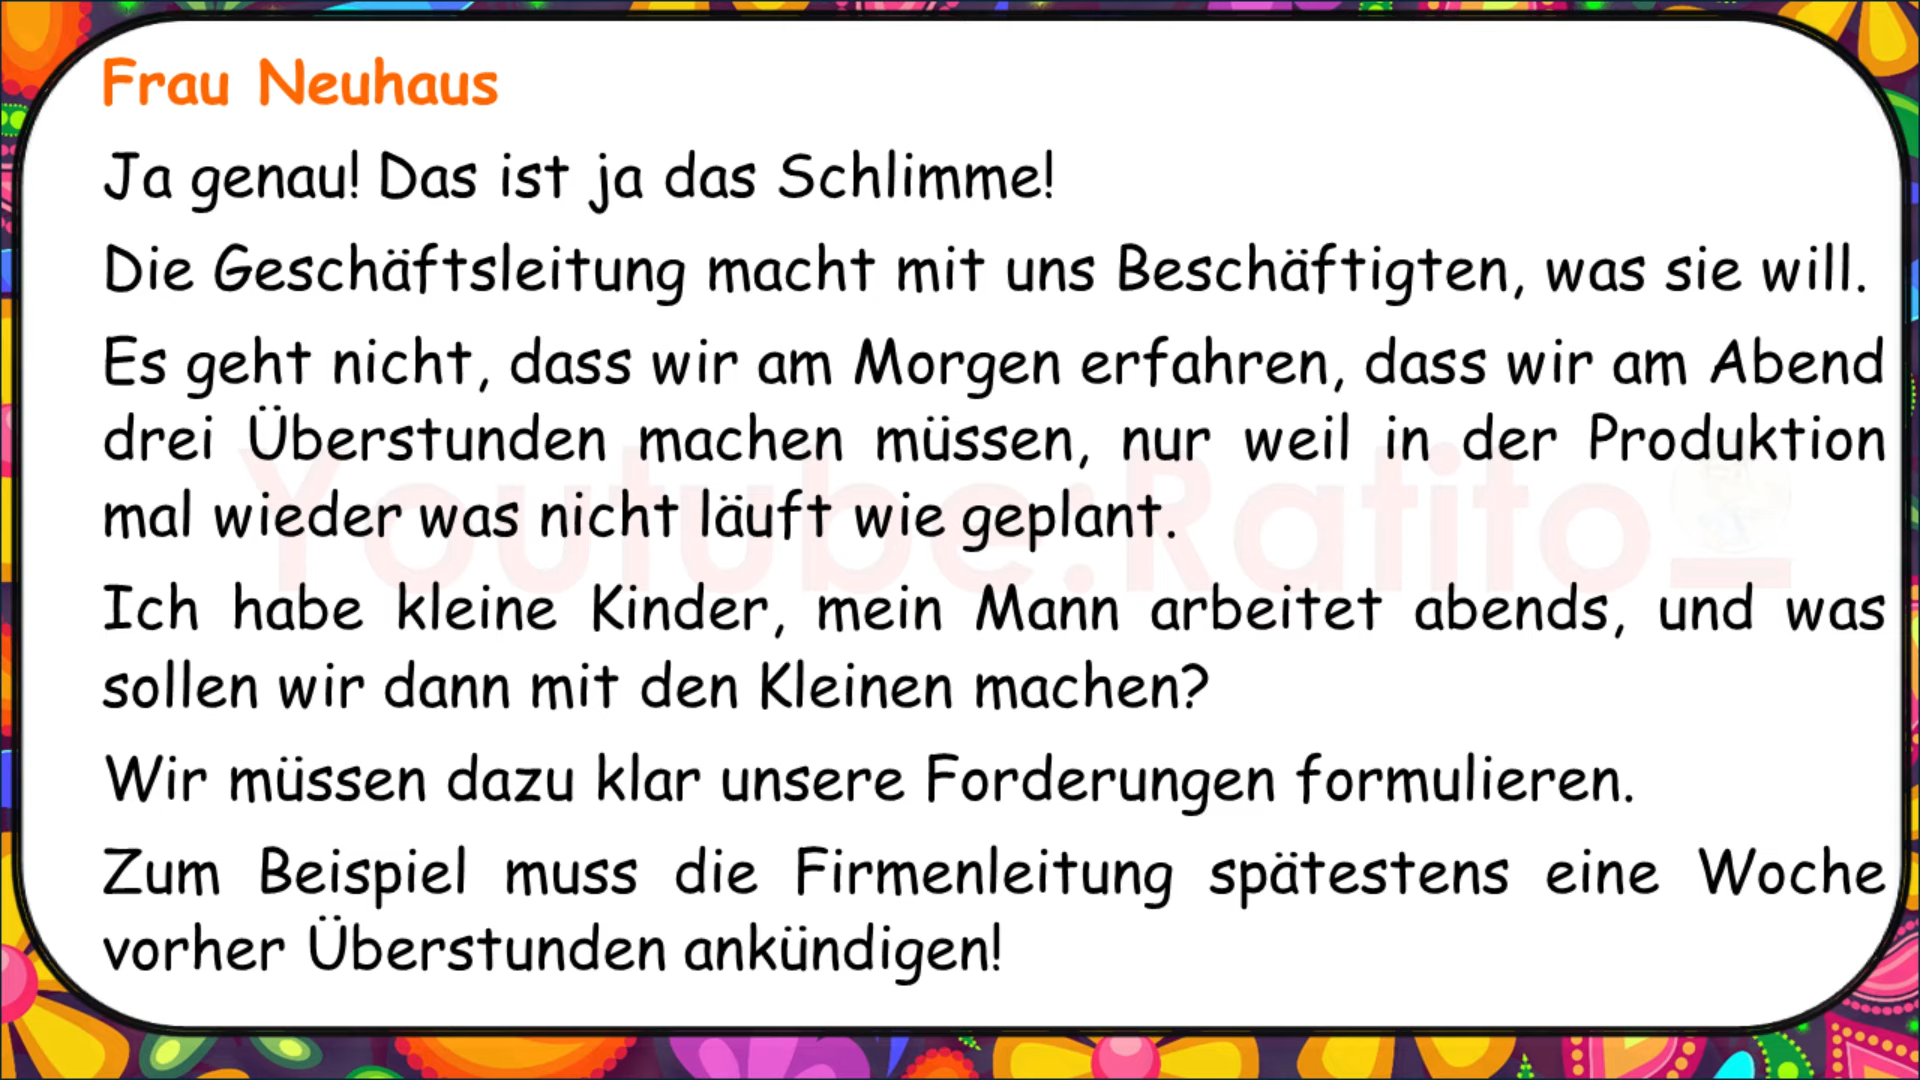 Frau Neuhaus
Ja genau! Das ist ja das Schlimme!
Die Geschäftsleitung macht mit uns Beschäftigten, was sie will.
Es geht nicht, dass wir am Morgen erfahren, dass wir am Abend
drei Überstunden machen müssen, nur weil in der Produktion
mal wieder was nicht läuft wie geplant.
Youtube:Ratito
Ich habe kleine Kinder, mein Mann arbeitet abends, und was
sollen wir dann mit den Kleinen machen?
Wir müssen dazu klar unsere Forderungen formulieren.
Zum Beispiel muss die Firmenleitung spätestens eine Woche
vorher Überstunden ankündigen!